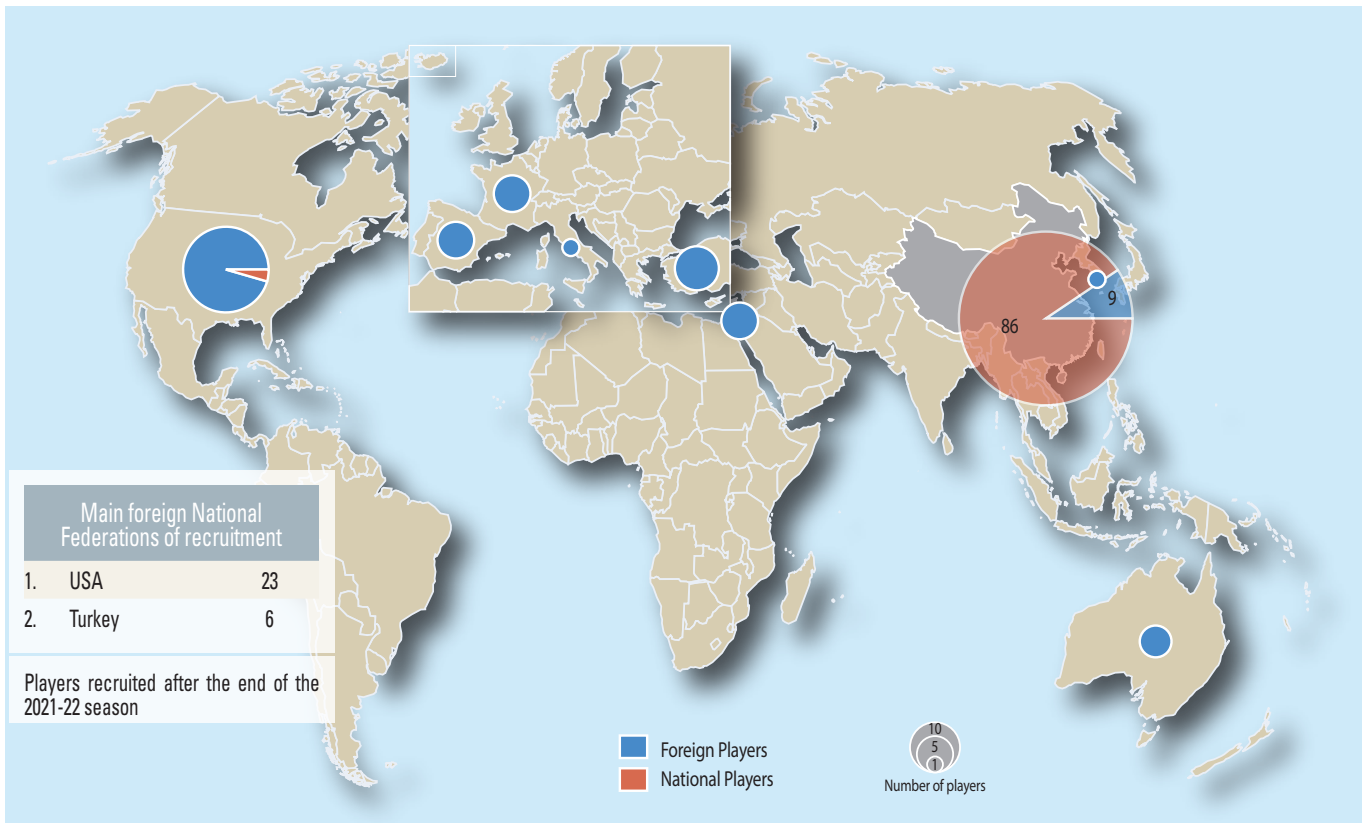 86
9
Main foreign National
Federations of recruitment
1. USA 23
2. Turkey 6
Players recruited after the end of the
2021-22 season
Foreign Players
National Players
10
5
1
Number of players